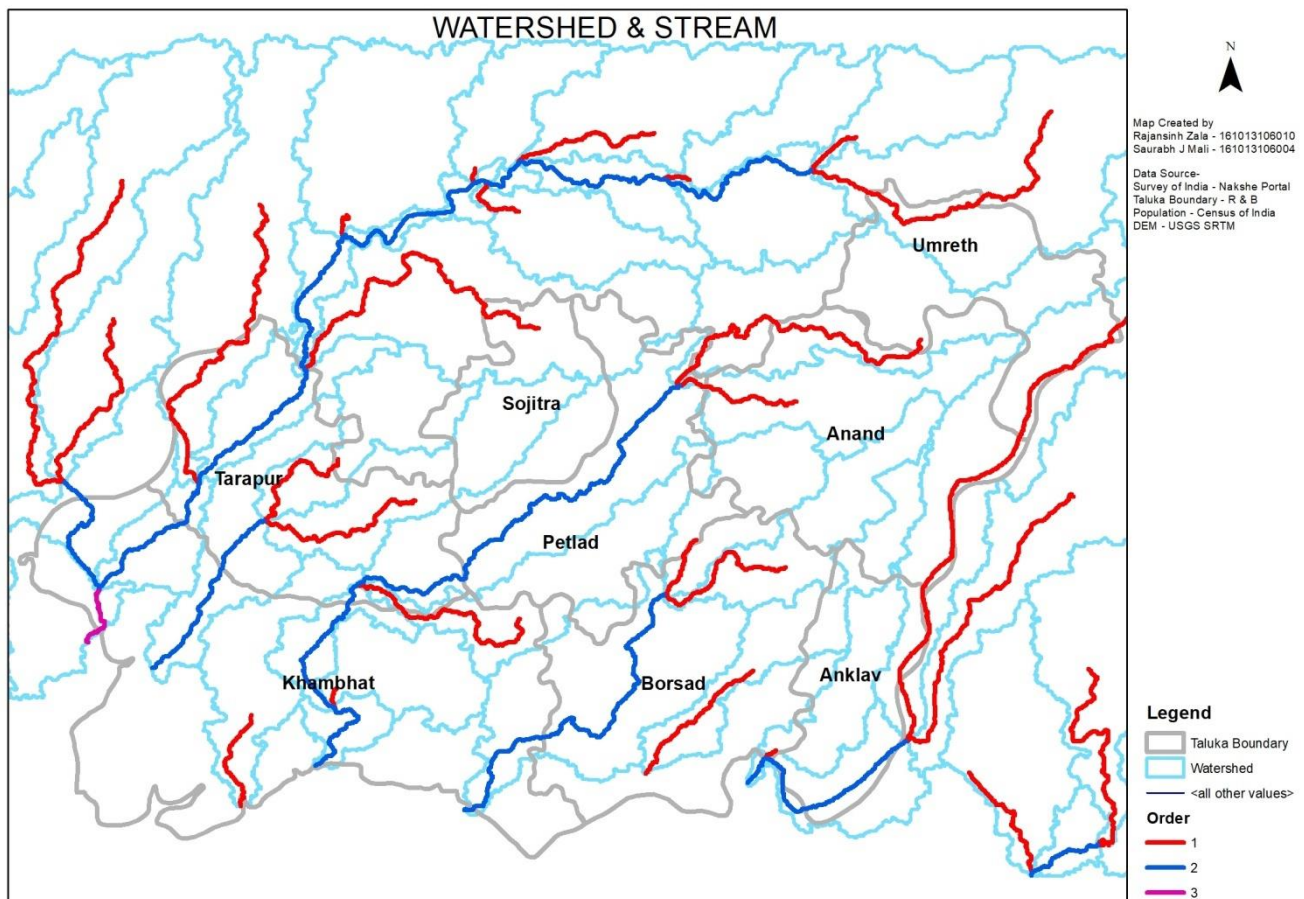 WATERSHED & STREAM
N
Map Created by
Rajansinh Zala - 161013106010
Saurabh J Mali - 161013106004
Data Source-
Survey of India - Nakshe Portal
Taluka Boundary - R & B
Population - Census of India
DEM - USGS SRTM
Umreth
Sojitra
Anand
Tarapur
Petlad
Khambhat
Borsad
Anklav
Legend
Taluka Boundary
Watershed
<all other values>
Order
1
2
3